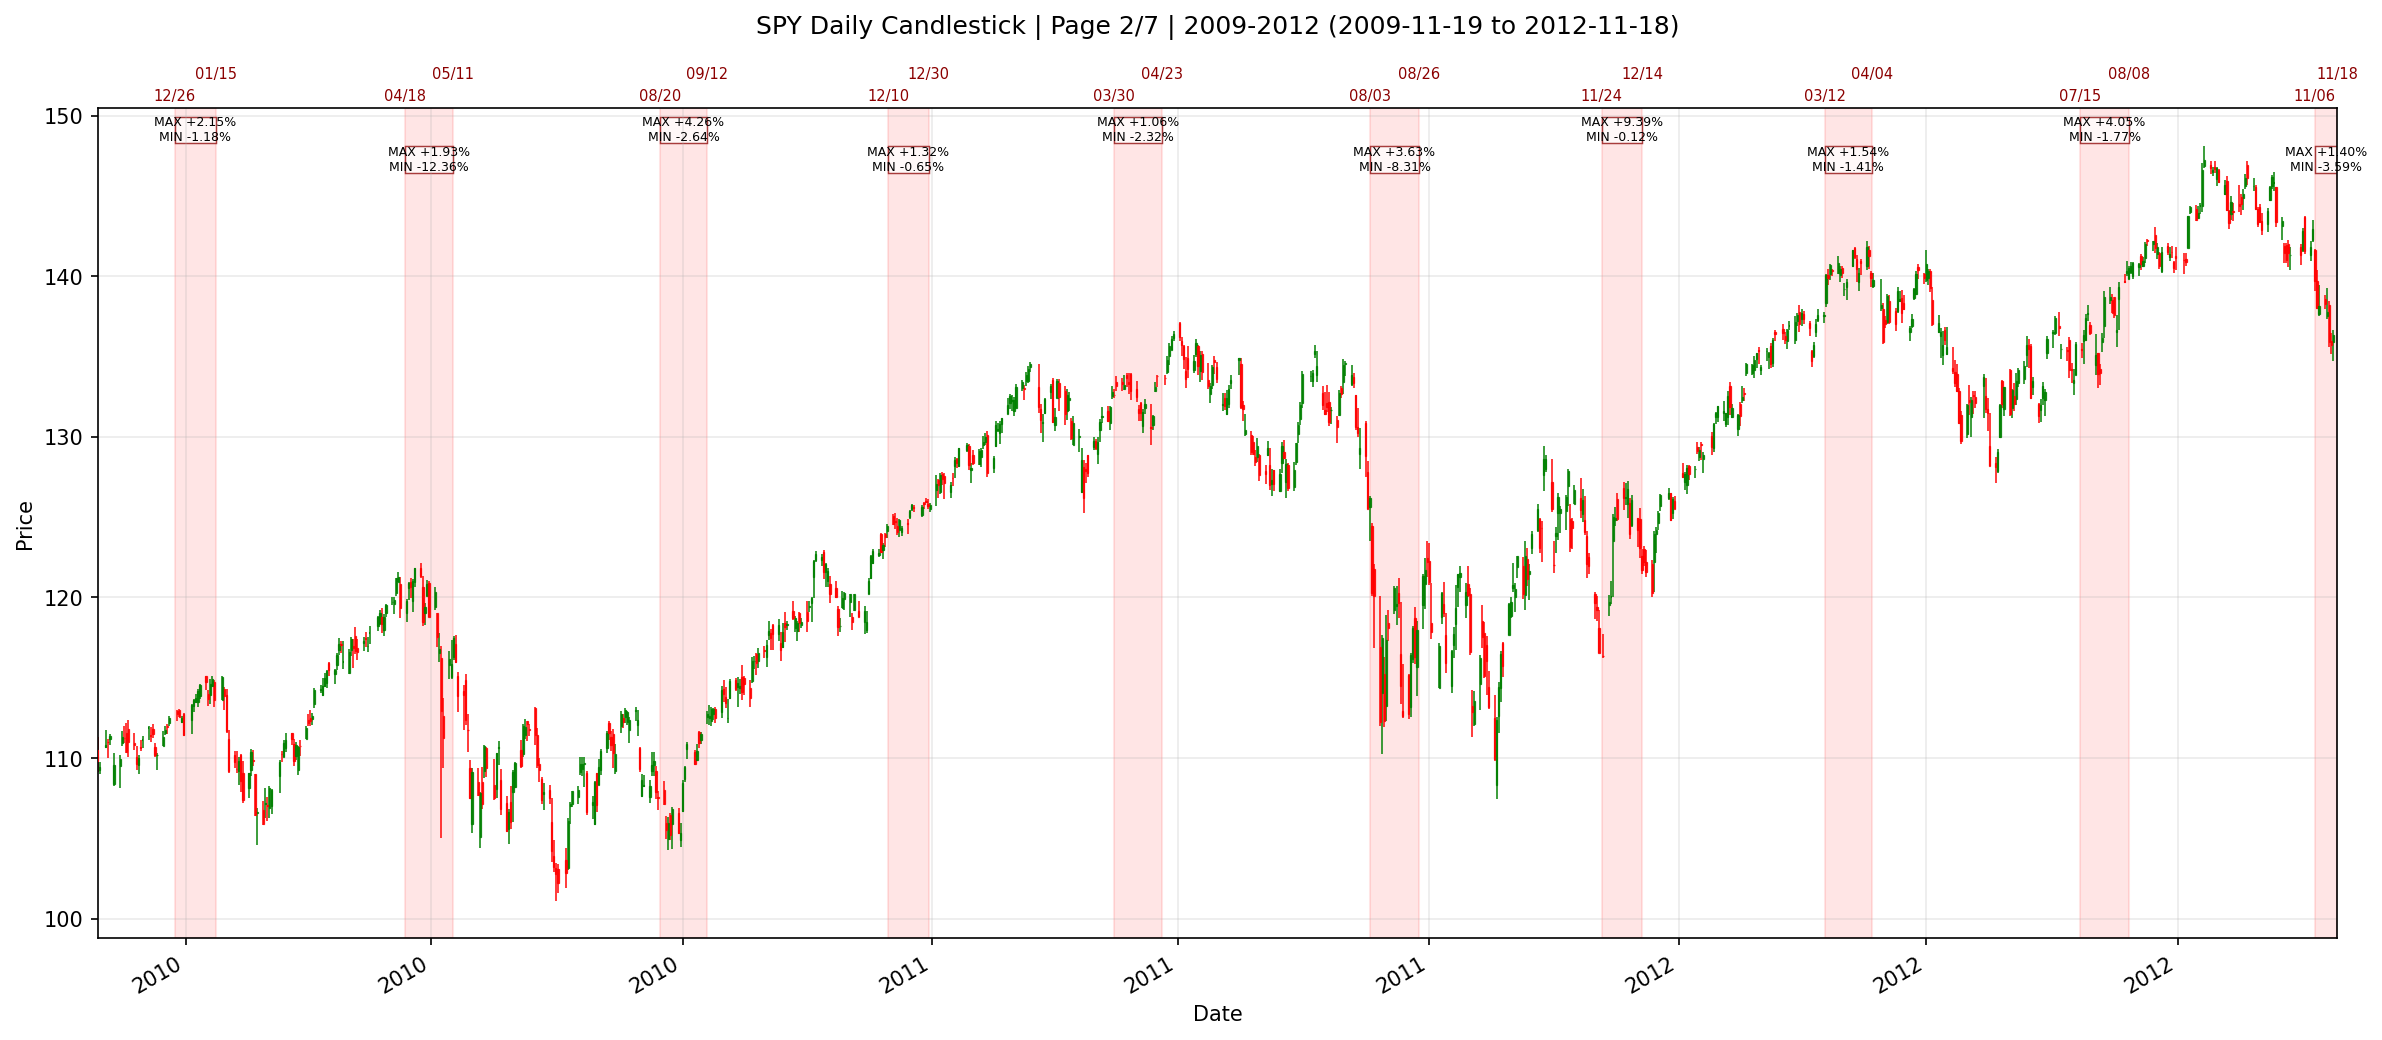 SPY Daily Candlestick | Page 2/7 | 2009-2012 (2009-11-19 to 2012-11-18)
01/15 05/11 09/12 12/30 04/23 08/26 12/14 04/04 08/08 11/18
12/26 04/18 08/20 12/10 03/30 08/03 11/24 03/12 07/15 11/06
MAX +2.15%
MIN -1.18%
MAX +1.93%
MIN -12.36%
MAX +4.26%
MIN -2.64%
MAX +1.32%
MIN -0.65%
MAX +1.06%
MIN -2.32%
MAX +3.63%
MIN -8.31%
MAX +9.39%
MIN -0.12%
MAX +1.54%
MIN -1.41%
MAX +4.05%
MIN -1.77%
MAX +1.40%
MIN -3.59%
150
140
130
120
110
100
Price
2010 2010 2010 2011 2011 2011 2012 2012 2012
Date